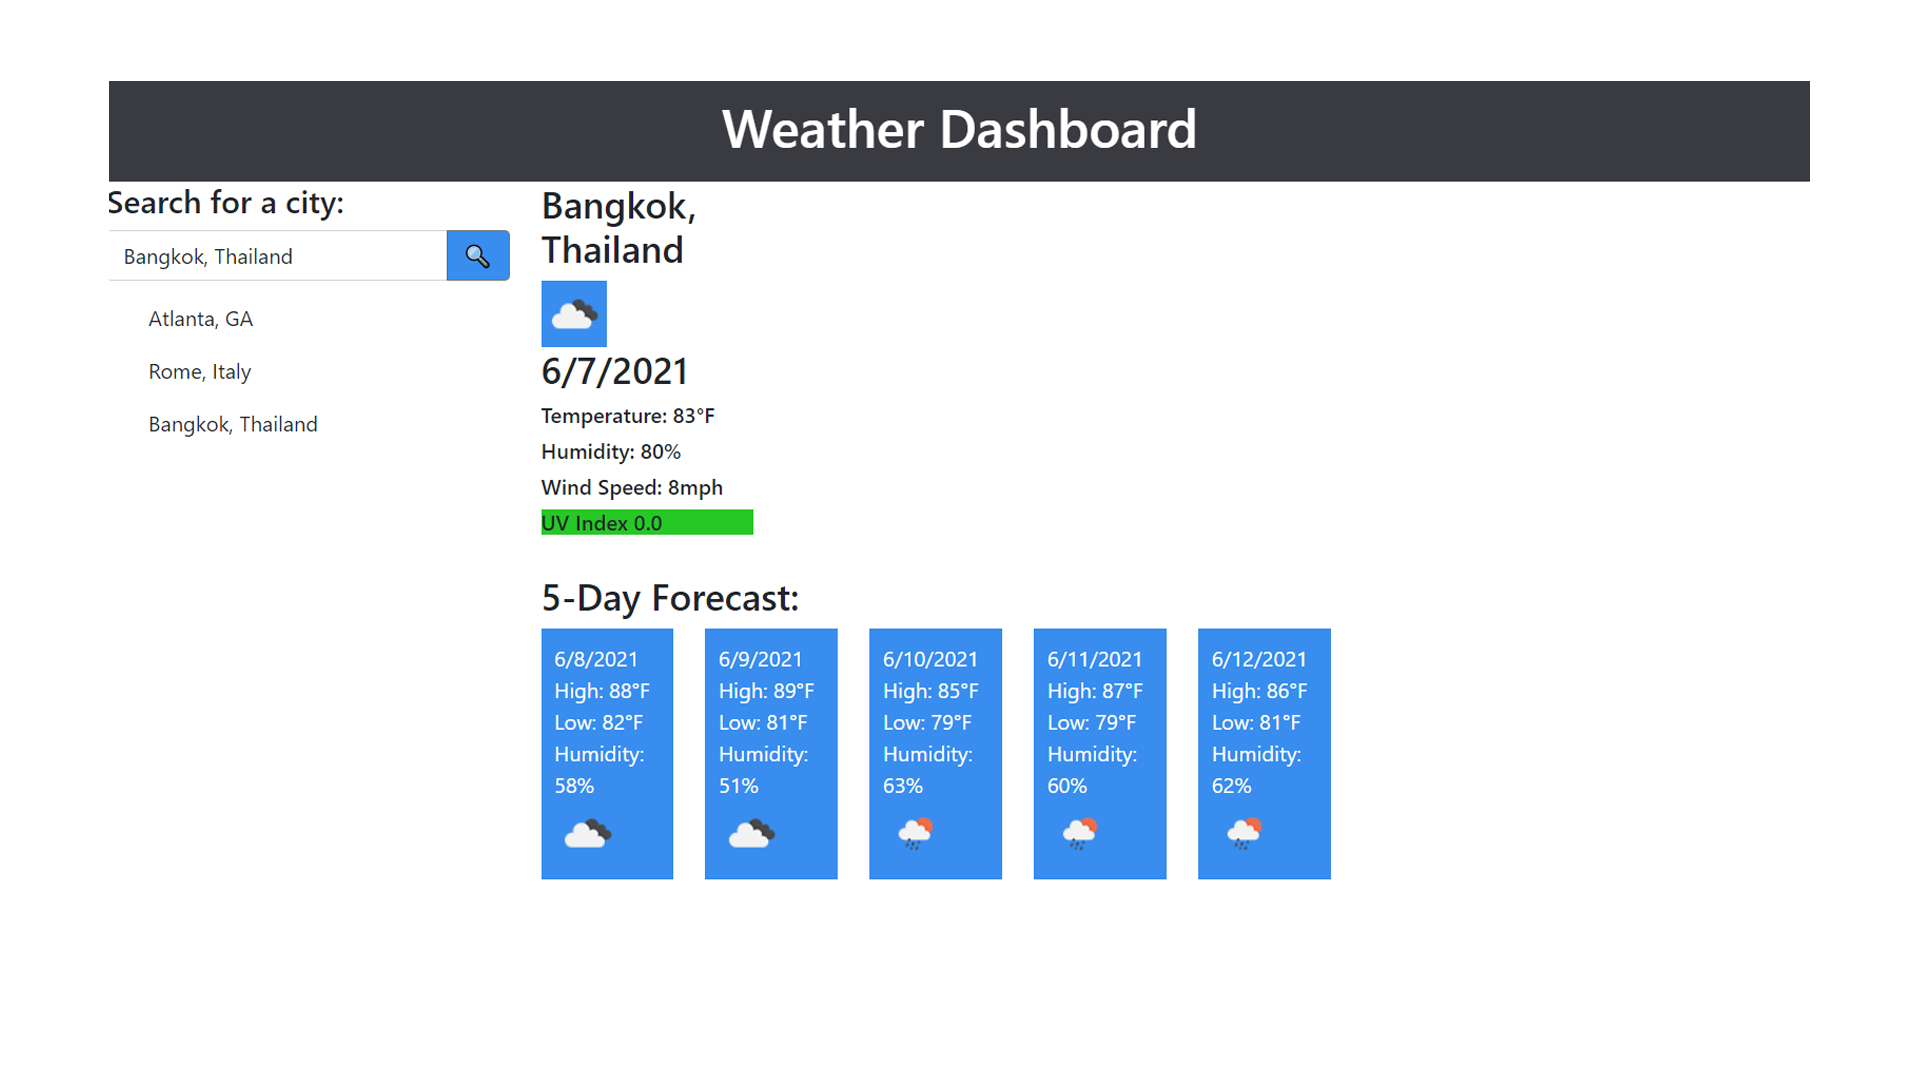 Weather Dashboard
Search for a city:
Bangkok, Thailand
Atlanta, GA
Rome, Italy
Bangkok, Thailand
Bangkok,
Thailand
6/7/2021
Temperature: 83°F
Humidity: 80%
Wind Speed: 8mph
UV Index 0.0
5-Day Forecast:
6/8/2021
High: 88°F
Low: 82°F
Humidity:
58%
6/9/2021
High: 89°F
Low: 81°F
Humidity:
51%
6/10/2021
High: 85°F
Low: 79°F
Humidity:
63%
6/11/2021
High: 87°F
Low: 79°F
Humidity:
60%
6/12/2021
High: 86°F
Low: 81°F
Humidity:
62%